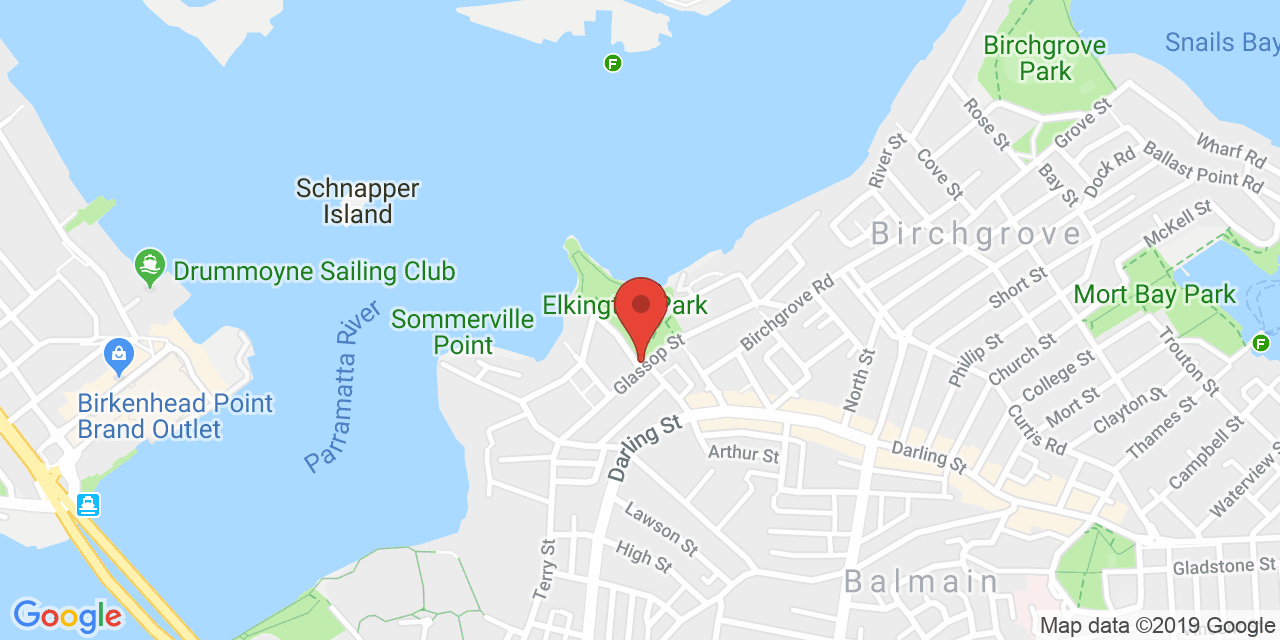 Birchgrove
Park
Snails Bay
Rose St
Grove St
Wharf Rd
River St
Cove St
Dock Rd
Ballast Point Rd
Bay St
Schnapper
Island
McKell St
Birchgrove
Drummoyne Sailing Club
Short St
Mort Bay Park
Elkingt Park
Sommerville
Point
Parramatta River
Birchgrove Rd
Glassop St
North St
Phillip St
Church St
College St
Trouton St
Birkenhead Point
Brand Outlet
Mort St
Clayton St
Thames St
Curtis Rd
Campbell St
Waterview S
Darling St
Arthur St
Darling St
Lawson St
High St
Terry St
Balmain
Gladstone St
F
F
Google
Map data ©2019 Google